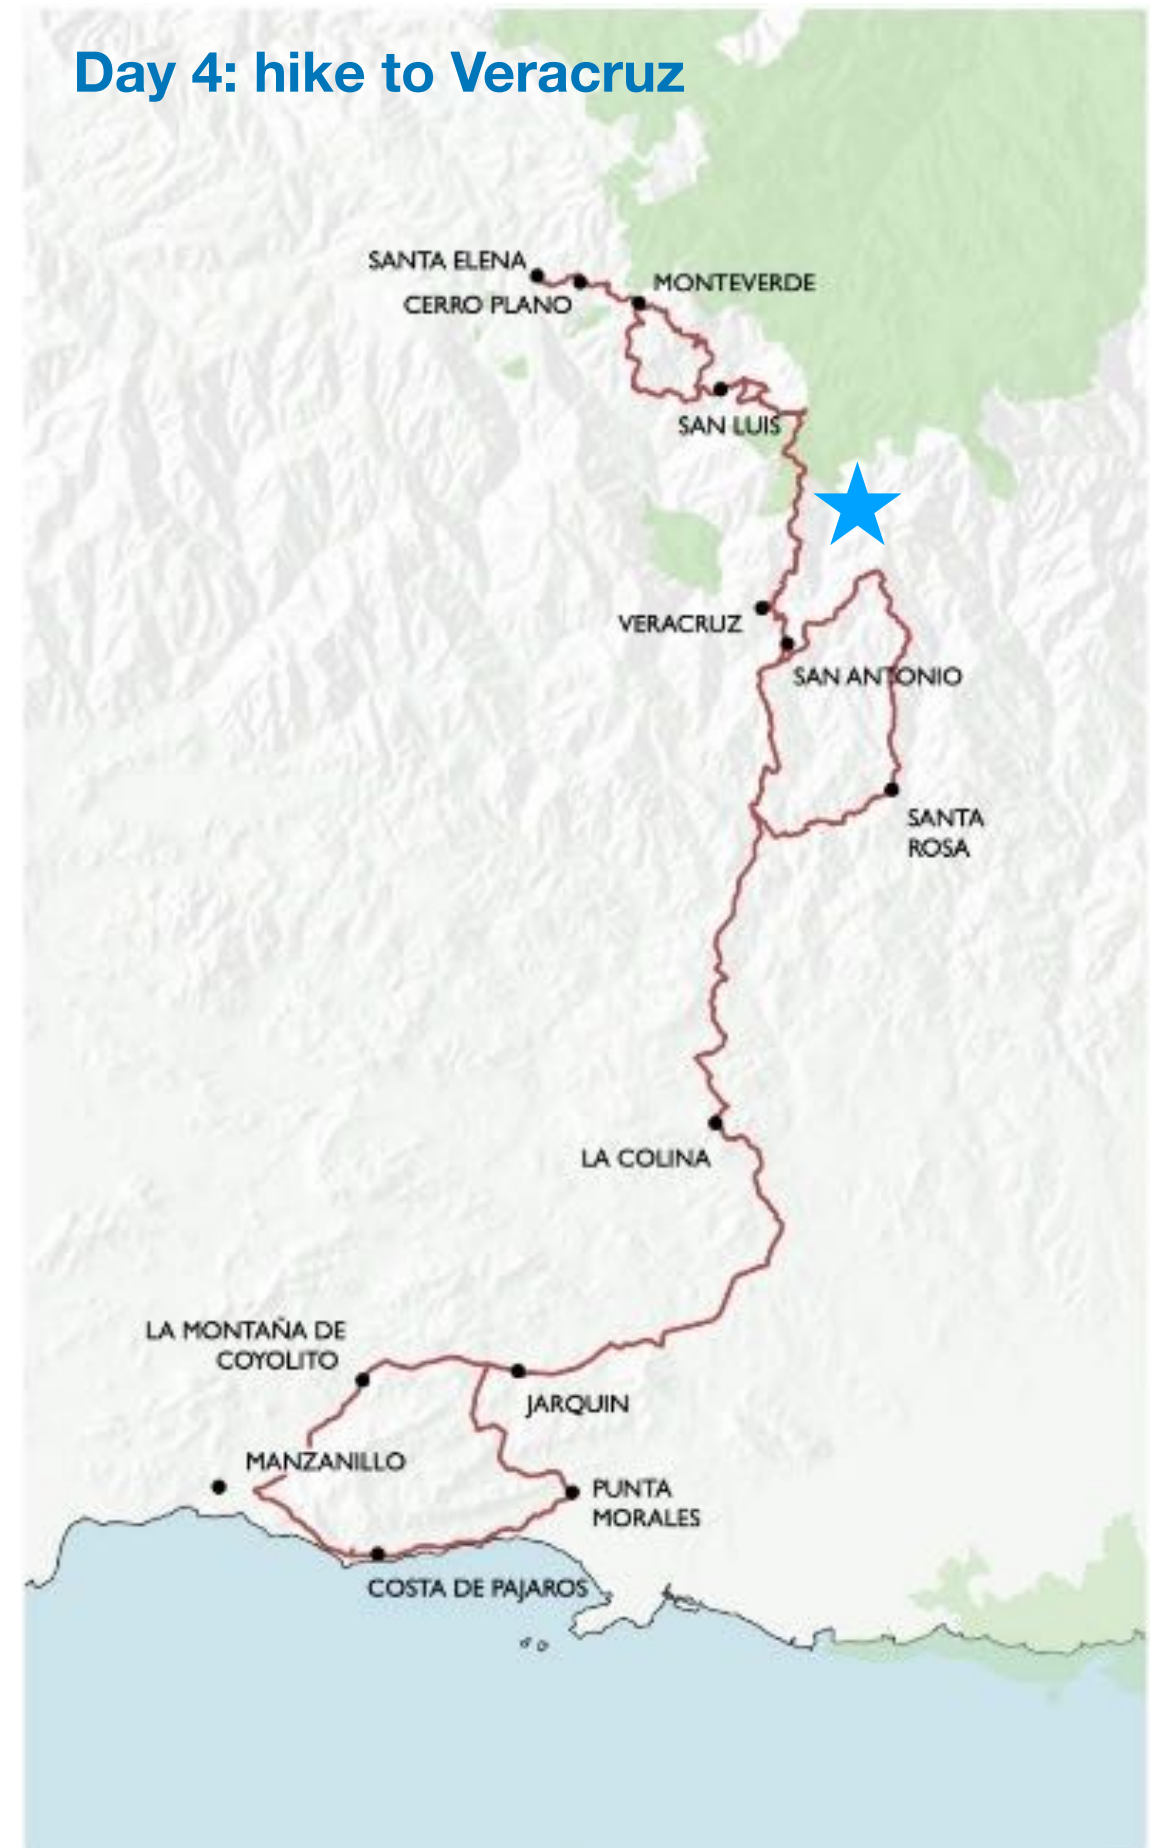 Day 4: hike to Veracruz
SANTA ELENA
MONTEVERDE
CERRO PLANO
SAN LUIS
VERACRUZ
SAN ANTONIO
SANTA
ROSA
LA COLINA
LA MONTAÑA DE
COYOLITO
JARQUIN
MANZANILLO
PUNTA
MORALES
COSTA DE PAJAROS